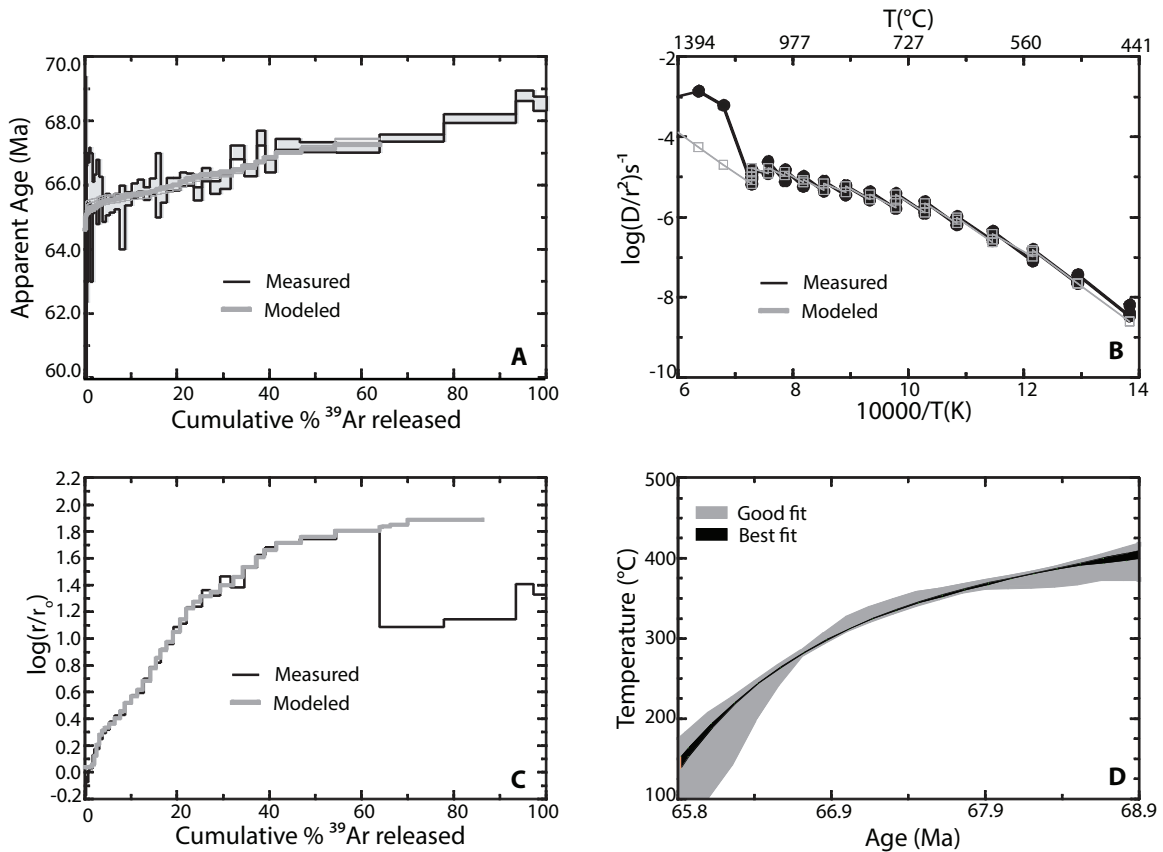 70.0
68.0
66.0
64.0
62.0
60.0
Apparent Age (Ma)
Measured
Modeled
A
0 20 40 60 80 100
Cumulative % ³⁹Ar released
T(°C)
1394 977 727 560 441
-2
-4
-6
-8
-10
log(D/r²)s⁻¹
Measured
Modeled
B
6 8 10 12 14
10000/T(K)
2.2
2.0
1.8
1.6
1.4
1.2
1.0
0.8
0.6
0.4
0.2
0.0
-0.2
log(r/rₒ)
Measured
Modeled
C
0 20 40 60 80 100
Cumulative % ³⁹Ar released
500
400
300
200
100
Temperature (°C)
Good fit
Best fit
D
65.8 66.9 67.9 68.9
Age (Ma)